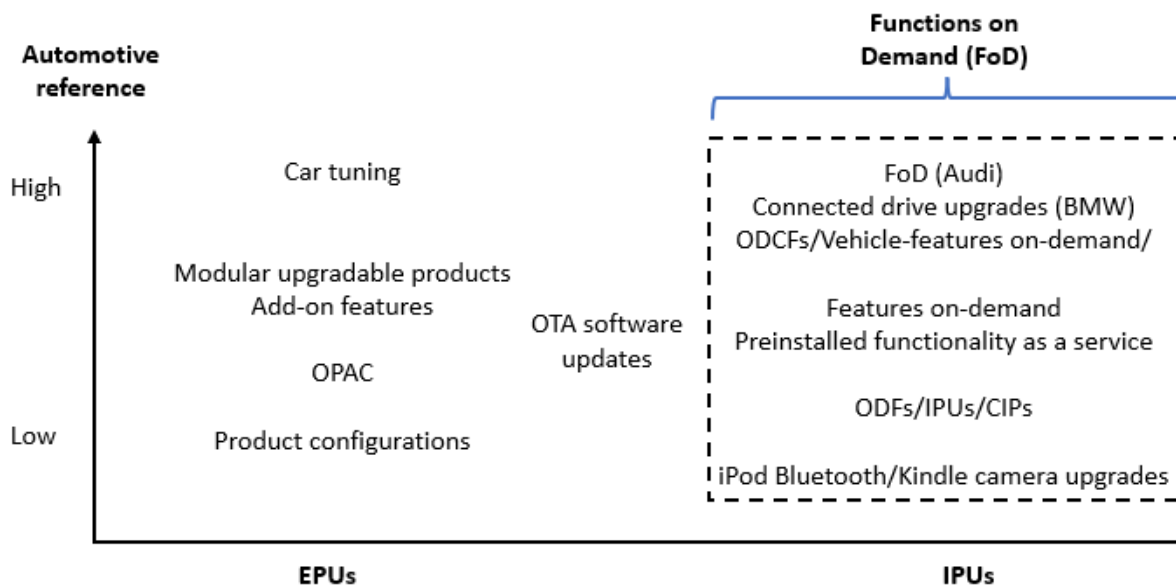 Functions on
Demand (FoD)
Automotive
reference
High
Car tuning
FoD (Audi)
Connected drive upgrades (BMW)
ODCFs/Vehicle-features on-demand/
Modular upgradable products
Add-on features
OTA software
updates
Features on-demand
Preinstalled functionality as a service
OPAC
ODFs/IPUs/CIPs
Low
Product configurations
iPod Bluetooth/Kindle camera upgrades
EPUs
IPUs